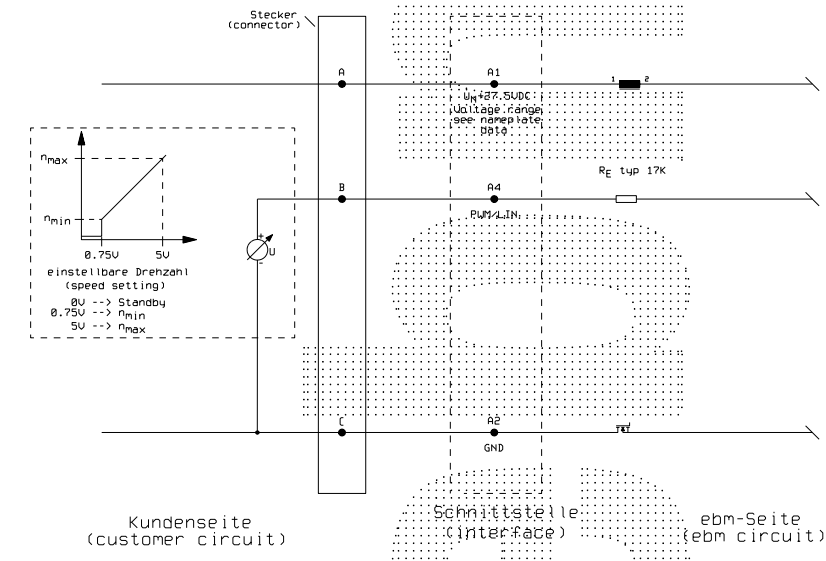 Stecker
(connector)
A
A1
1
2
U_N=27.5VDC
Voltage range
see nameplate
data
n_max
n_min
0.75V
5V
einstellbare Drehzahl
(speed setting)
0V --> Standby
0.75V --> n_min
5V --> n_max
+
U
-
B
A4
PWM/LIN
R_E typ 17K
C
A2
GND
Kundenseite
(customer circuit)
Schnittstelle
(interface)
ebm-Seite
(ebm circuit)